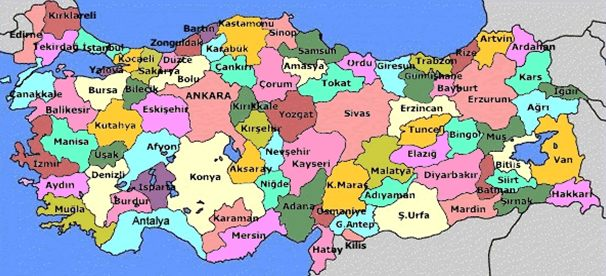 Kırklareli
Edirne
Tekirdağ
İstanbul
Kocaeli
Yalova
Sakarya
Düzce
Zonguldak
Bartın
Karabuk
Kastamonu
Sinop
Samsun
Bolu
Çankırı
Çorum
Amasya
Tokat
Ordu
Giresun
Trabzon
Gümüşhane
Rize
Bayburt
Artvin
Ardahan
Kars
Iğdır
Ağrı
Erzurum
Erzincan
Sivas
Yozgat
Kırıkkale
ANKARA
Kırşehir
Eskişehir
Bilecik
Bursa
Çanakkale
Balikesir
Kutahya
Manisa
Uşak
Afyon
İzmir
Aydın
Denizli
Muğla
Burdur
Isparta
Antalya
Konya
Aksaray
Nevşehir
Niğde
Kayseri
Karaman
Mersin
Adana
Osmaniye
Hatay
Kilis
G.Antep
K.Maraş
Malatya
Adıyaman
Ş.Urfa
Elazığ
Tunceli
Bingol
Muş
Bitlis
Van
Diyarbakır
Batman
Siirt
Mardin
Şırnak
Hakkari